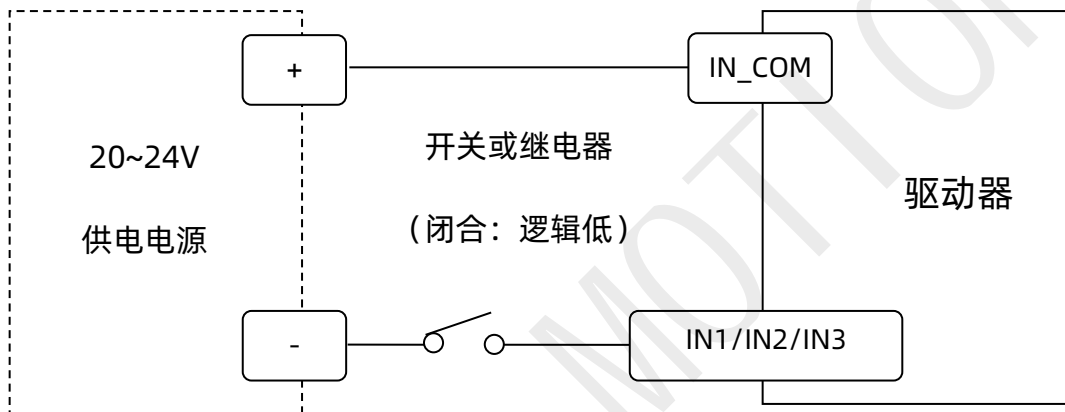 +
IN_COM
20~24V
供电电源
开关或继电器
（闭合：逻辑低）
驱动器
-
IN1/IN2/IN3
MOTIO